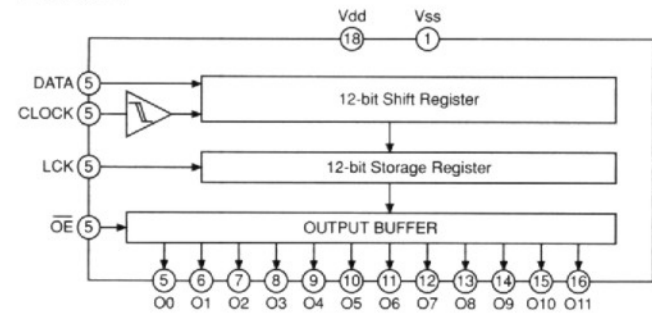 Vdd Vss
18 1
DATA 5
12-bit Shift Register
CLOCK 5
LCK 5 12-bit Storage Register
OE 5 OUTPUT BUFFER
5 6 7 8 9 10 11 12 13 14 15 16
O0 O1 O2 O3 O4 O5 O6 O7 O8 O9 O10 O11